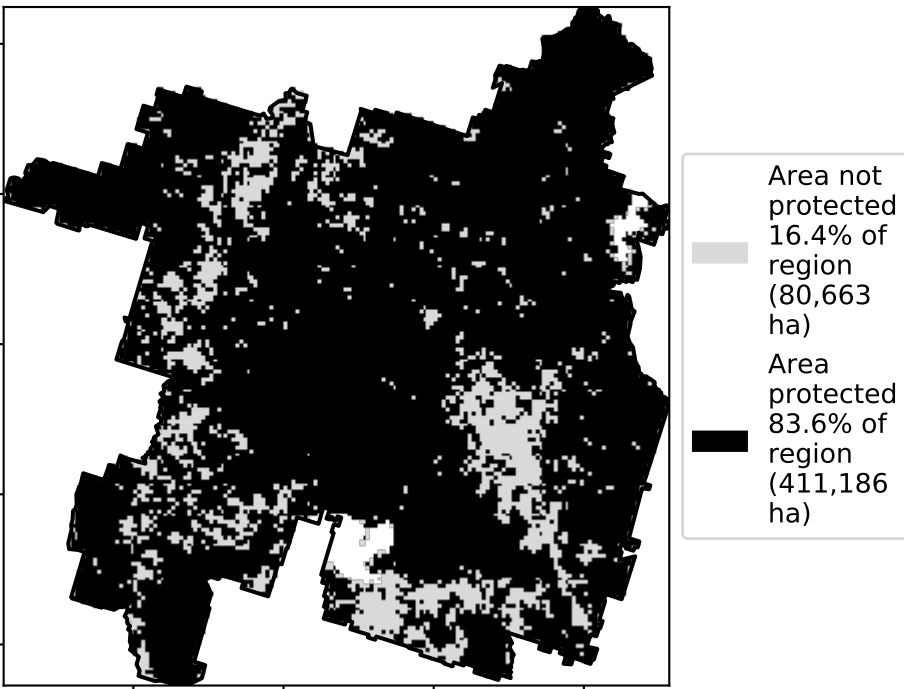 Area not
protected
16.4% of
region
(80,663
ha)
Area
protected
83.6% of
region
(411,186
ha)